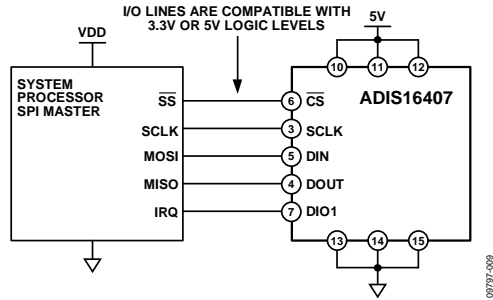 I/O LINES ARE COMPATIBLE WITH
3.3V OR 5V LOGIC LEVELS
VDD
5V
10 11 12
SYSTEM
PROCESSOR
SPI MASTER
ADIS16407
SS 6 CS
SCLK 3 SCLK
MOSI 5 DIN
MISO 4 DOUT
IRQ 7 DIO1
13 14 15
09797-009